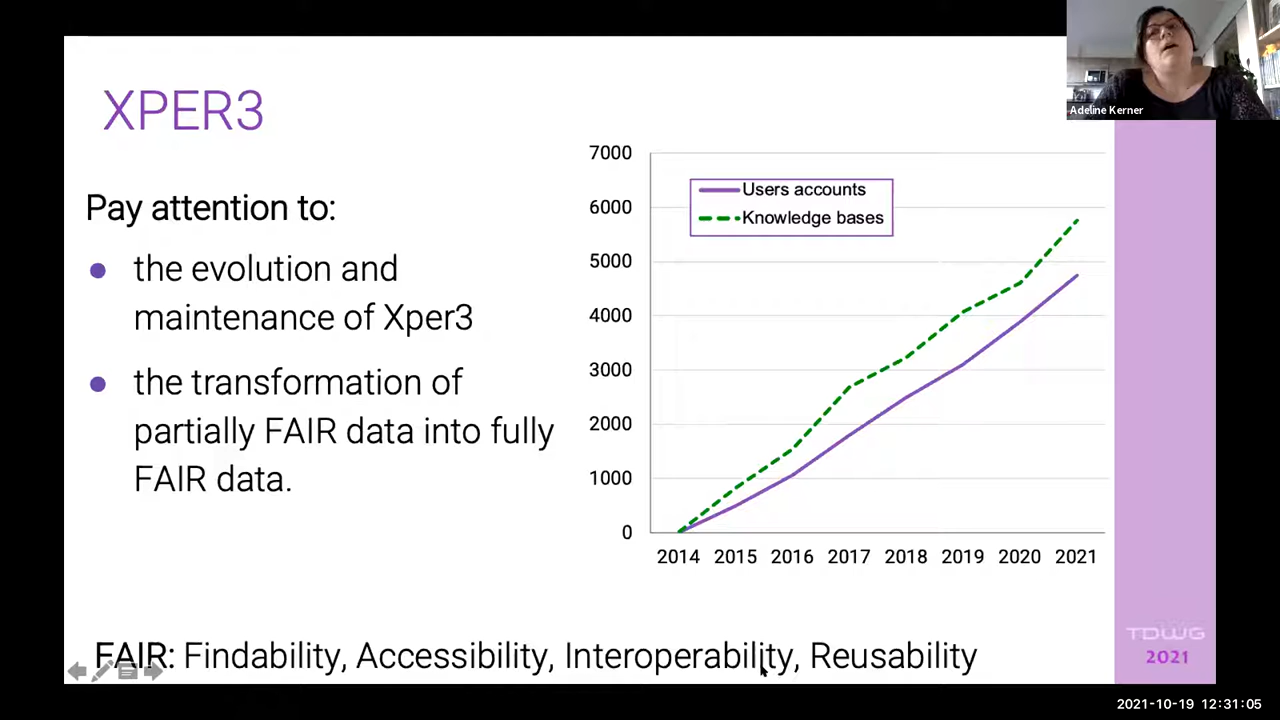 XPER3
Adeline Kerner
Pay attention to:
● the evolution and
maintenance of Xper3
● the transformation of
partially FAIR data into fully
FAIR data.
7000
6000
5000
4000
3000
2000
1000
0
Users accounts
Knowledge bases
2014 2015 2016 2017 2018 2019 2020 2021
FAIR: Findability, Accessibility, Interoperability, Reusability
TDWG
2021
2021-10-19 12:31:05